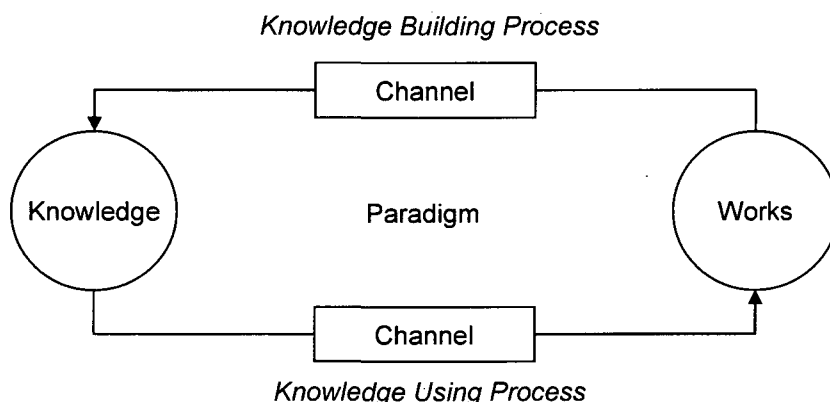 Knowledge Building Process
Channel
Knowledge
Paradigm
Works
Channel
Knowledge Using Process